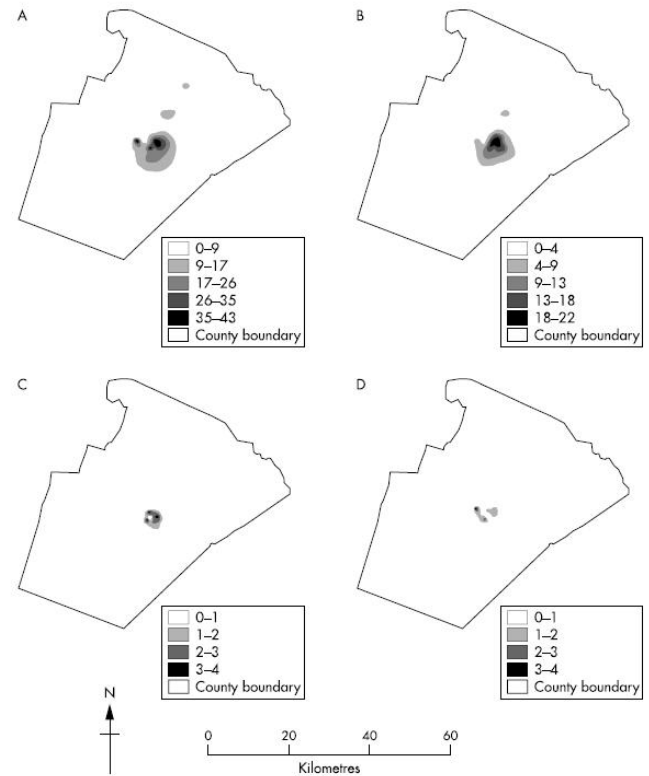 A
B
0–9
9–17
17–26
26–35
35–43
County boundary
0–4
4–9
9–13
13–18
18–22
County boundary
C
D
0–1
1–2
2–3
3–4
County boundary
0–1
1–2
2–3
3–4
County boundary
N
0 20 40 60
Kilometres